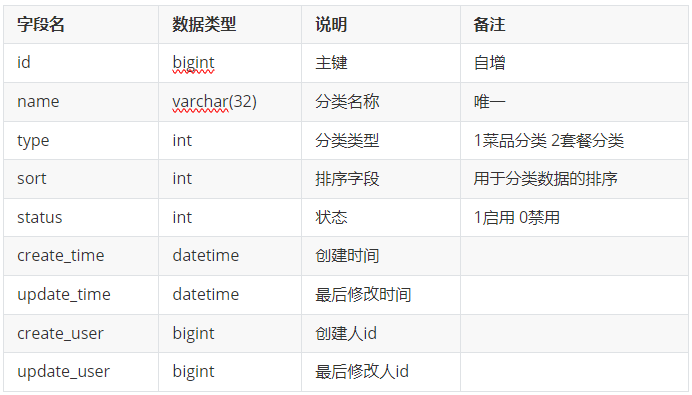 字段名 数据类型 说明 备注
id bigint 主键 自增
name varchar(32) 分类名称 唯一
type int 分类类型 1菜品分类 2套餐分类
sort int 排序字段 用于分类数据的排序
status int 状态 1启用 0禁用
create_time datetime 创建时间
update_time datetime 最后修改时间
create_user bigint 创建人id
update_user bigint 最后修改人id